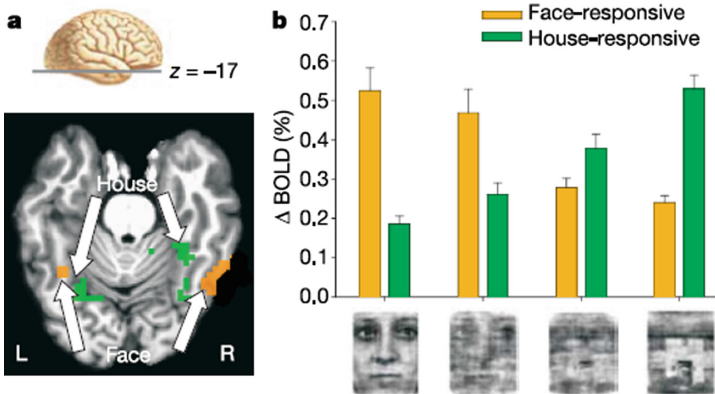 a
z = –17
House
Face
L
R
b
Face-responsive
House-responsive
Δ BOLD (%)
0.7
0.6
0.5
0.4
0.3
0.2
0.1
0.0